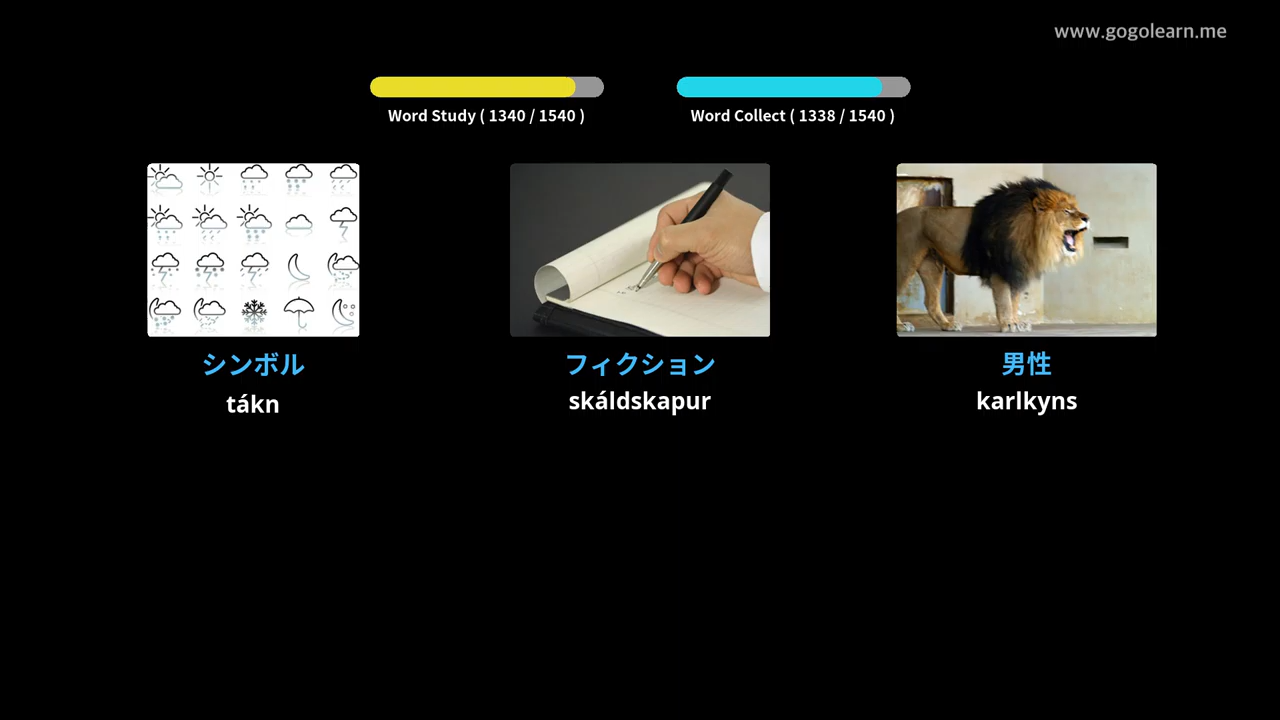 www.gogolearn.me
Word Study ( 1340 / 1540 )
Word Collect ( 1338 / 1540 )
シンボル
フィクション
男性
tákn
skáldskapur
karlkyns